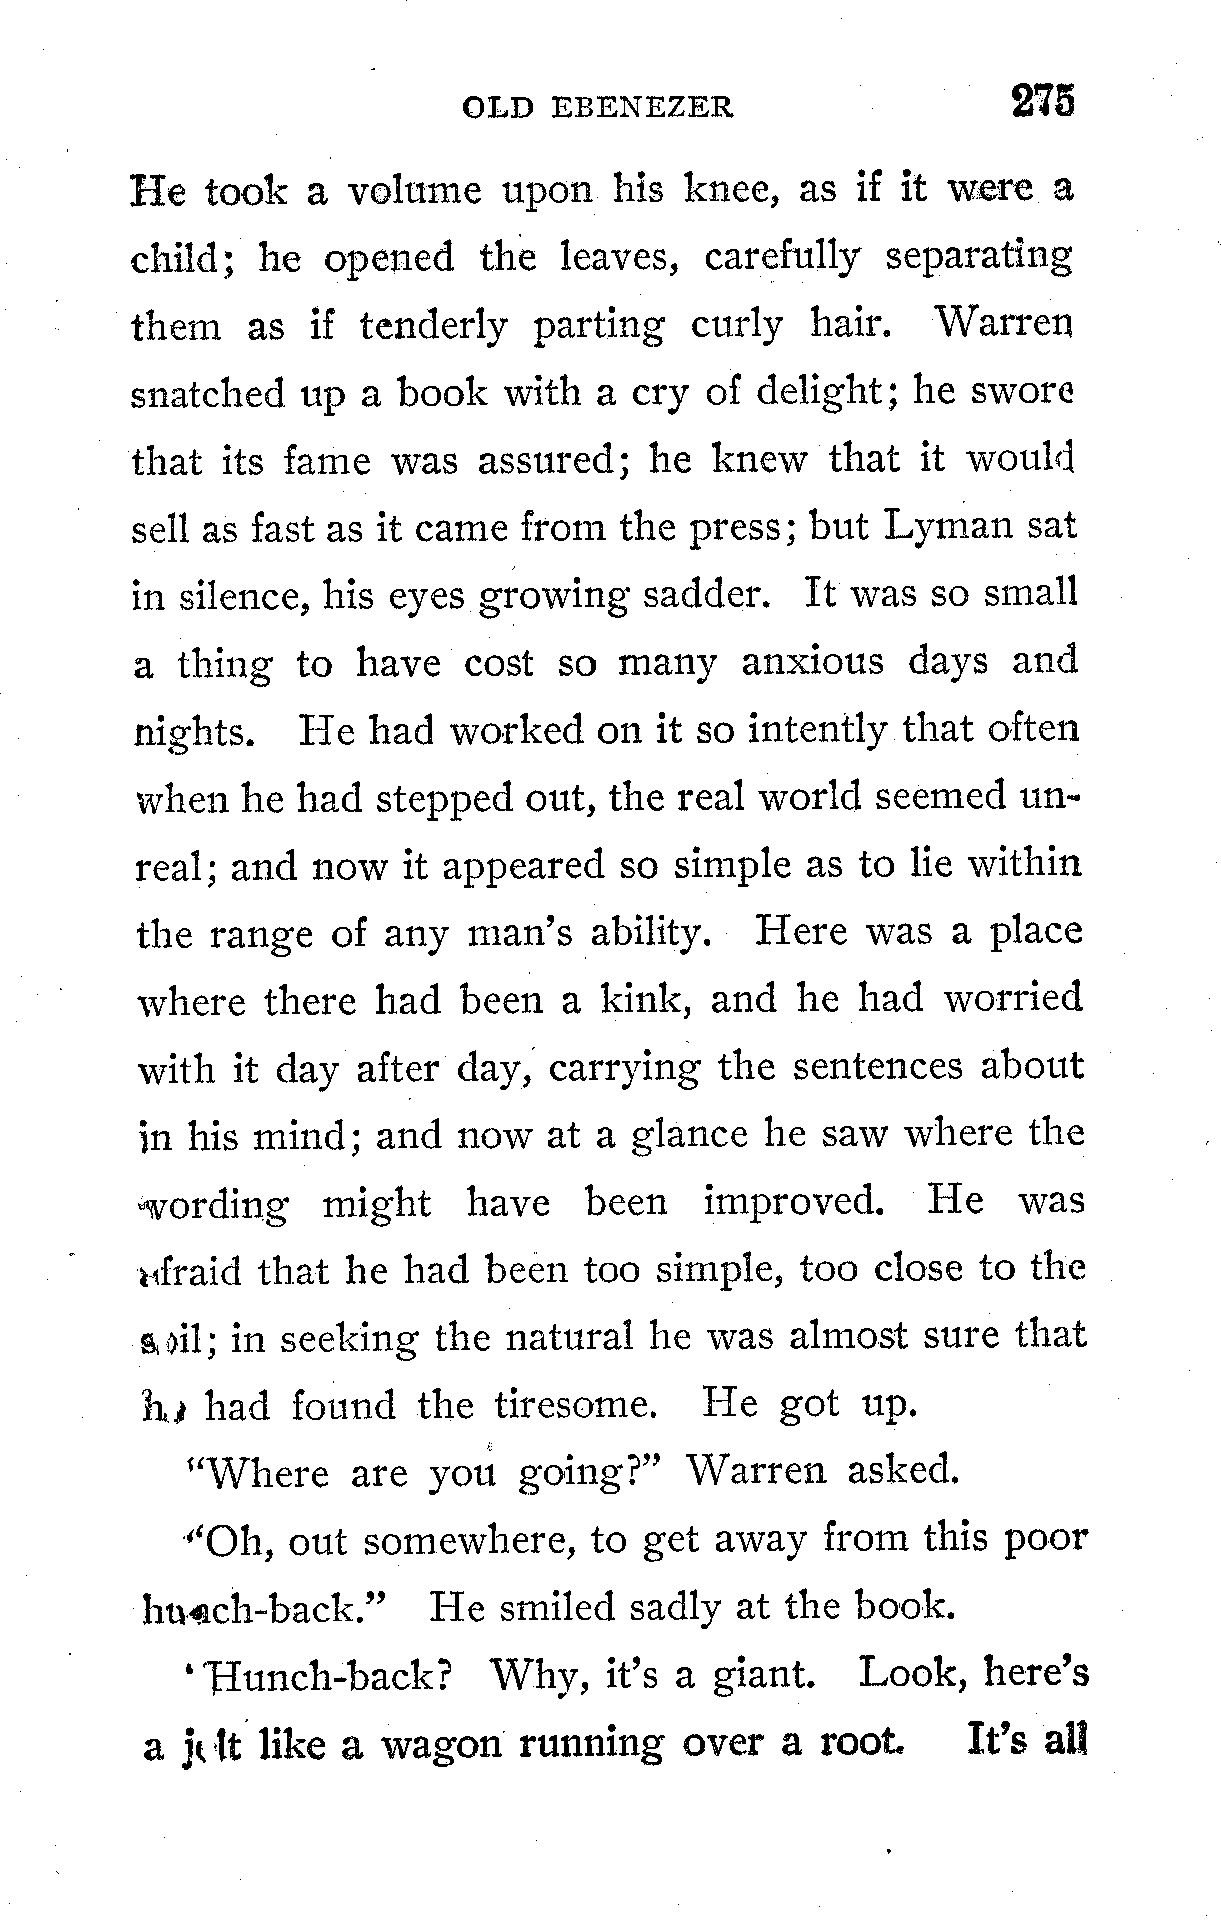 OLD EBENEZER 275
He took a volume upon his knee, as if it were a
child; he opened the leaves, carefully separating
them as if tenderly parting curly hair. Warren
snatched up a book with a cry of delight; he swore
that its fame was assured; he knew that it would
sell as fast as it came from the press; but Lyman sat
in silence, his eyes growing sadder. It was so small
a thing to have cost so many anxious days and
nights. He had worked on it so intently that often
when he had stepped out, the real world seemed un-
real; and now it appeared so simple as to lie within
the range of any man's ability. Here was a place
where there had been a kink, and he had worried
with it day after day, carrying the sentences about
in his mind; and now at a glance he saw where the
wording might have been improved. He was
afraid that he had been too simple, too close to the
soil; in seeking the natural he was almost sure that
he had found the tiresome. He got up.
"Where are you going?" Warren asked.
"Oh, out somewhere, to get away from this poor
hunch-back." He smiled sadly at the book.
"Hunch-back? Why, it's a giant. Look, here's
a jolt like a wagon running over a root. It's all